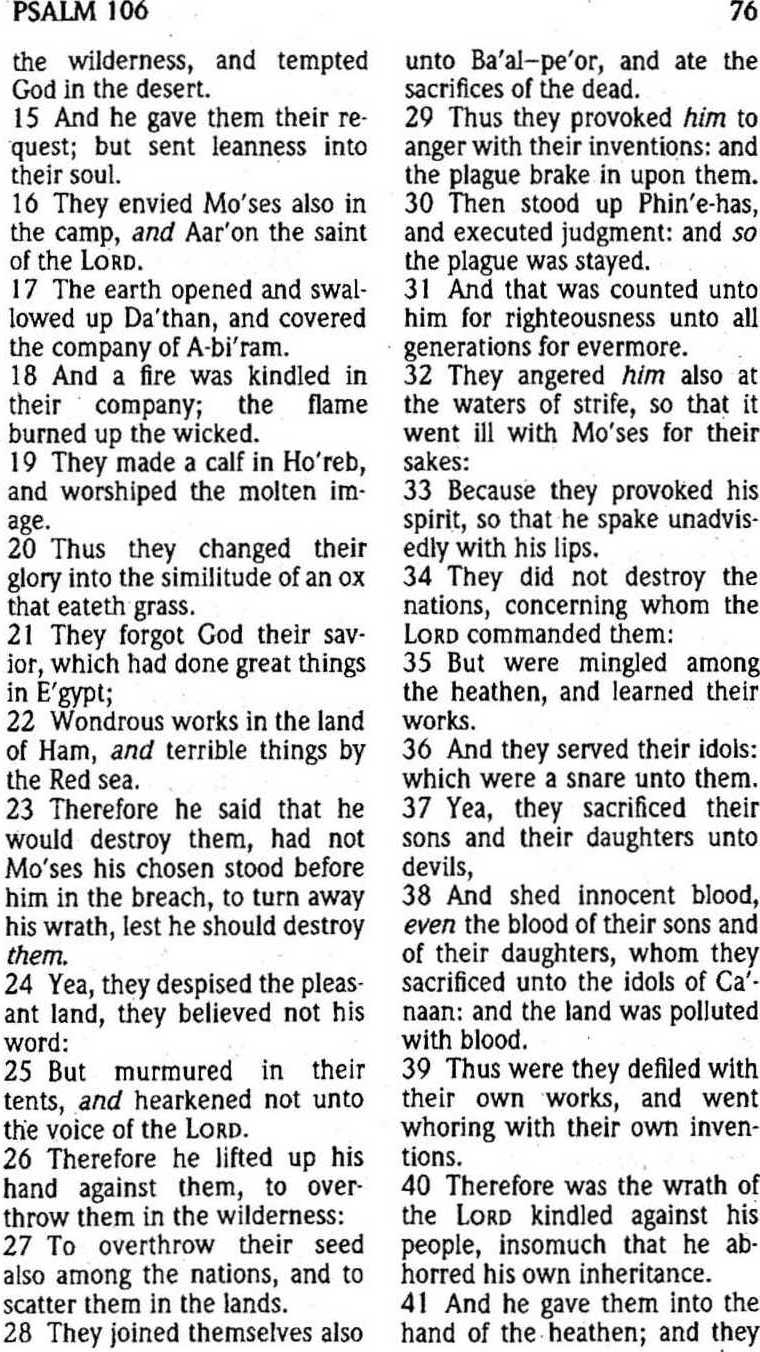 PSALM 106 76
the wilderness, and tempted
God in the desert.
15 And he gave them their re-
quest; but sent leanness into
their soul.
16 They envied Mo'ses also in
the camp, and Aar'on the saint
of the LORD.
17 The earth opened and swal-
lowed up Da'than, and covered
the company of A-bi'ram.
18 And a fire was kindled in
their company; the flame
burned up the wicked.
19 They made a calf in Ho'reb,
and worshiped the molten im-
age.
20 Thus they changed their
glory into the similitude of an ox
that eateth grass.
21 They forgot God their sav-
ior, which had done great things
in E'gypt;
22 Wondrous works in the land
of Ham, and terrible things by
the Red sea.
23 Therefore he said that he
would destroy them, had not
Mo'ses his chosen stood before
him in the breach, to turn away
his wrath, lest he should destroy
them.
24 Yea, they despised the pleas-
ant land, they believed not his
word:
25 But murmured in their
tents, and hearkened not unto
the voice of the LORD.
26 Therefore he lifted up his
hand against them, to over-
throw them in the wilderness:
27 To overthrow their seed
also among the nations, and to
scatter them in the lands.
28 They joined themselves also
unto Ba'al-pe'or, and ate the
sacrifices of the dead.
29 Thus they provoked him to
anger with their inventions: and
the plague brake in upon them.
30 Then stood up Phin'e-has,
and executed judgment: and so
the plague was stayed.
31 And that was counted unto
him for righteousness unto all
generations for evermore.
32 They angered him also at
the waters of strife, so that it
went ill with Mo'ses for their
sakes:
33 Because they provoked his
spirit, so that he spake unadvis-
edly with his lips.
34 They did not destroy the
nations, concerning whom the
LORD commanded them:
35 But were mingled among
the heathen, and learned their
works.
36 And they served their idols:
which were a snare unto them.
37 Yea, they sacrificed their
sons and their daughters unto
devils,
38 And shed innocent blood,
even the blood of their sons and
of their daughters, whom they
sacrificed unto the idols of Ca'-
naan: and the land was polluted
with blood.
39 Thus were they defiled with
their own works, and went
whoring with their own inven-
tions.
40 Therefore was the wrath of
the LORD kindled against his
people, insomuch that he ab-
horred his own inheritance.
41 And he gave them into the
hand of the heathen; and they